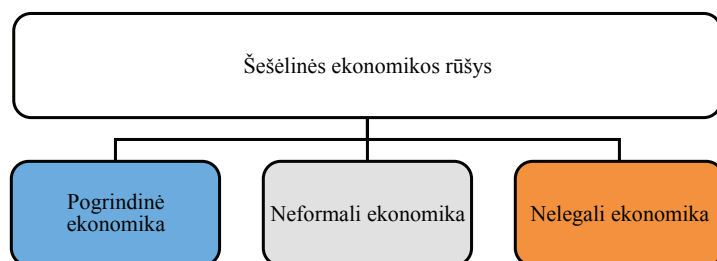 Šešėlinės ekonomikos rūšys
Pogrindinė
ekonomika
Neformali ekonomika
Nelegali ekonomika